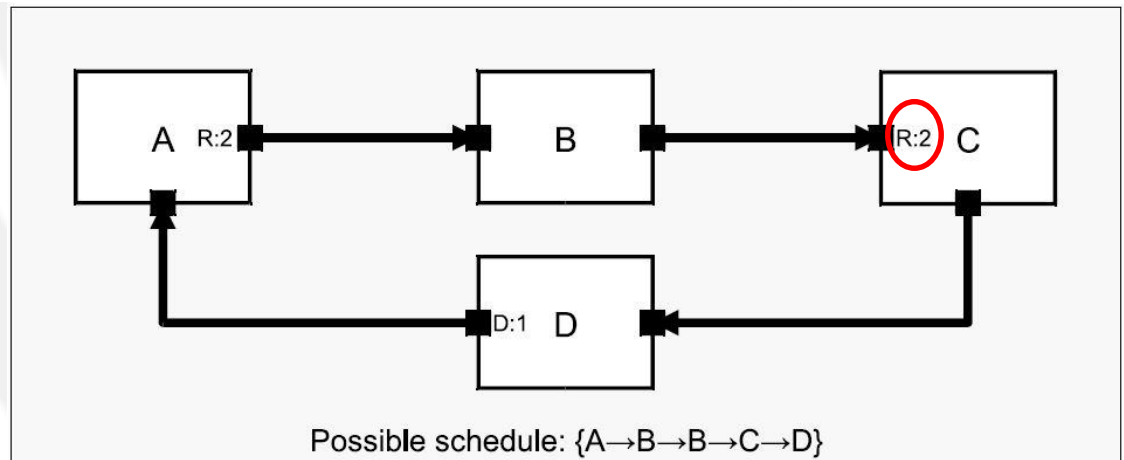 A R:2
B
R:2 C
D:1 D
Possible schedule: {A→B→B→C→D}